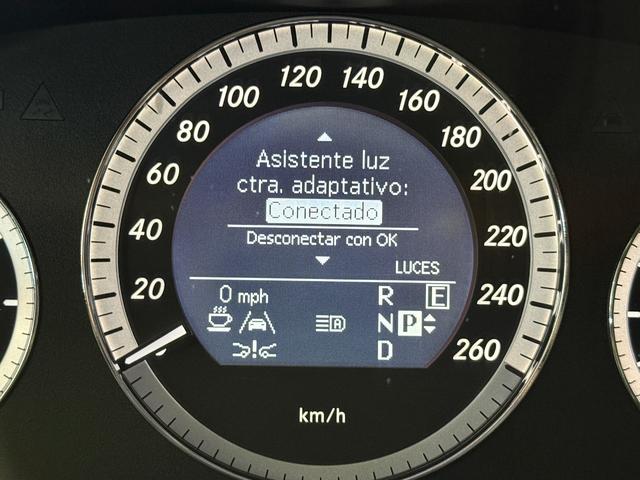 120 140
100 160
80 180
60 200
40 220
20 240
260
Asistente luz
ctra. adaptativo:
Conectado
Desconectar con OK
LUCES
0 mph
R E
N P
D
A
km/h